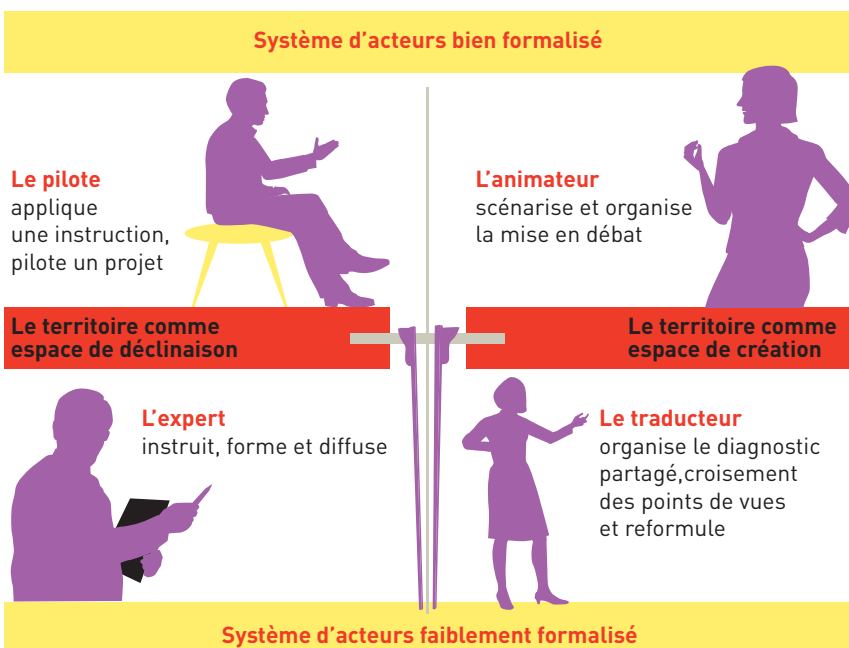 Système d'acteurs bien formalisé
Le pilote
applique
une instruction,
pilote un projet
L'animateur
scénarise et organise
la mise en débat
Le territoire comme
espace de déclinaison
Le territoire comme
espace de création
L'expert
instruit, forme et diffuse
Le traducteur
organise le diagnostic
partagé,croisement
des points de vues
et reformule
Système d'acteurs faiblement formalisé